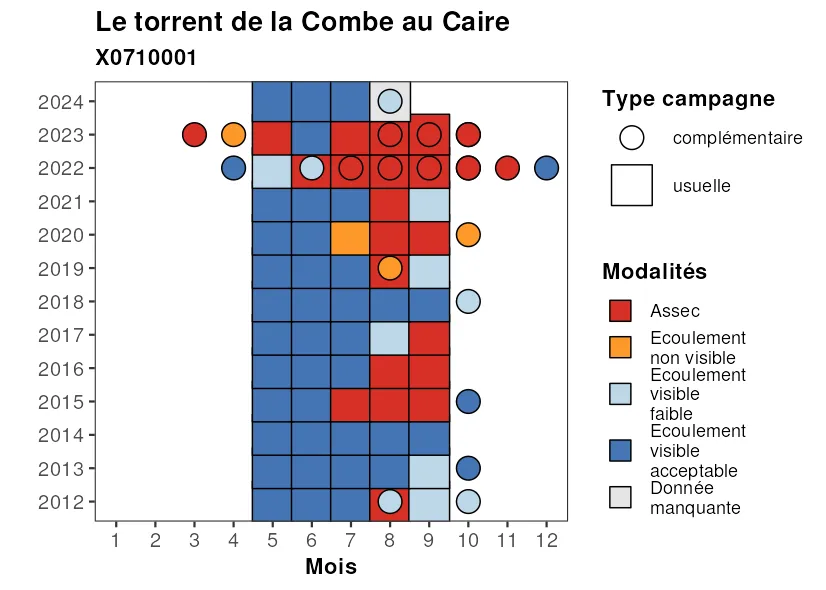 Le torrent de la Combe au Caire
X0710001
2024
2023
2022
2021
2020
2019
2018
2017
2016
2015
2014
2013
2012
1 2 3 4 5 6 7 8 9 10 11 12
Mois
Type campagne
complémentaire
usuelle
Modalités
Assec
Ecoulement
non visible
Ecoulement
visible
faible
Ecoulement
visible
acceptable
Donnée
manquante